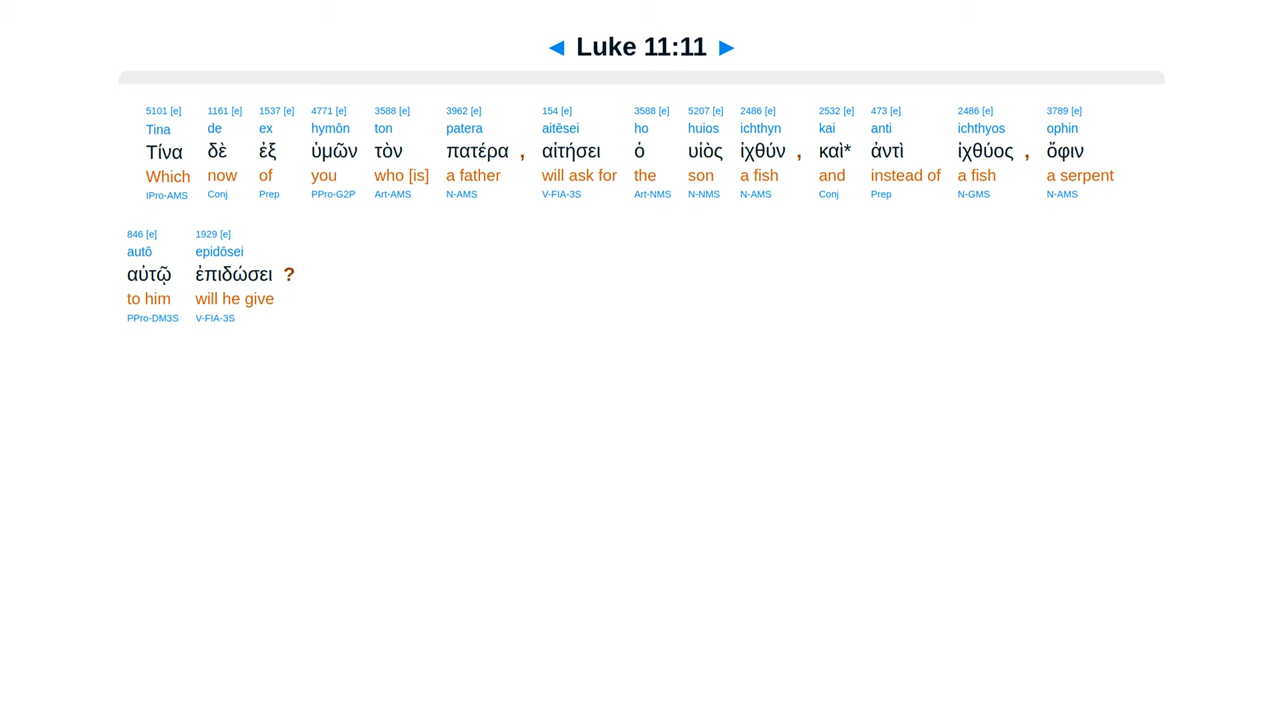 ◄ Luke 11:11 ►
5101 [e] 1161 [e] 1537 [e] 4771 [e] 3588 [e] 3962 [e] 154 [e] 3588 [e] 5207 [e] 2486 [e] 2532 [e] 473 [e] 2486 [e] 3789 [e]
Tina de ex hymōn ton patera aitēsei ho huios ichthyn kai anti ichthyos ophin
Τίνα δὲ ἐξ ὑμῶν τὸν πατέρα , αἰτήσει ὁ υἱὸς ἰχθύν , καὶ* ἀντὶ ἰχθύος , ὄφιν
Which now of you who [is] a father will ask for the son a fish and instead of a fish a serpent
IPro-AMS Conj Prep PPro-G2P Art-AMS N-AMS V-FIA-3S Art-NMS N-NMS N-AMS Conj Prep N-GMS N-AMS
846 [e] 1929 [e]
autō epidōsei
αὐτῷ ἐπιδώσει ?
to him will he give
PPro-DM3S V-FIA-3S